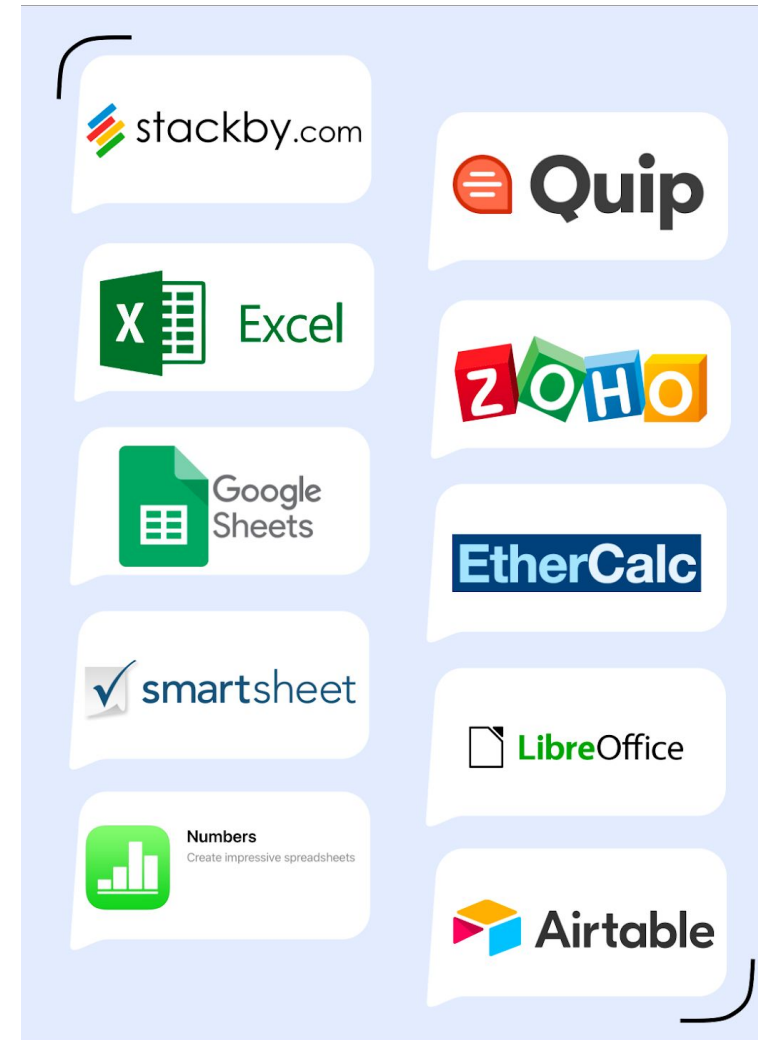 stackby.com
X Excel
Google
Sheets
smartsheet
Numbers
Create impressive spreadsheets
Quip
ZOHO
EtherCalc
LibreOffice
Airtable